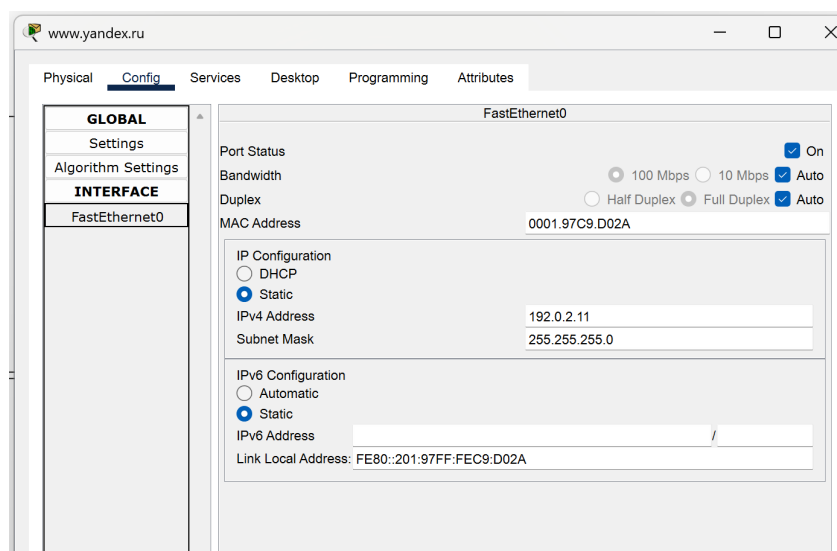 www.yandex.ru
Physical Config Services Desktop Programming Attributes
GLOBAL
Settings
Algorithm Settings
INTERFACE
FastEthernet0
FastEthernet0
Port Status On
Bandwidth 100 Mbps 10 Mbps Auto
Duplex Half Duplex Full Duplex Auto
MAC Address 0001.97C9.D02A
IP Configuration
DHCP
Static
IPv4 Address 192.0.2.11
Subnet Mask 255.255.255.0
IPv6 Configuration
Automatic
Static
IPv6 Address /
Link Local Address: FE80::201:97FF:FEC9:D02A